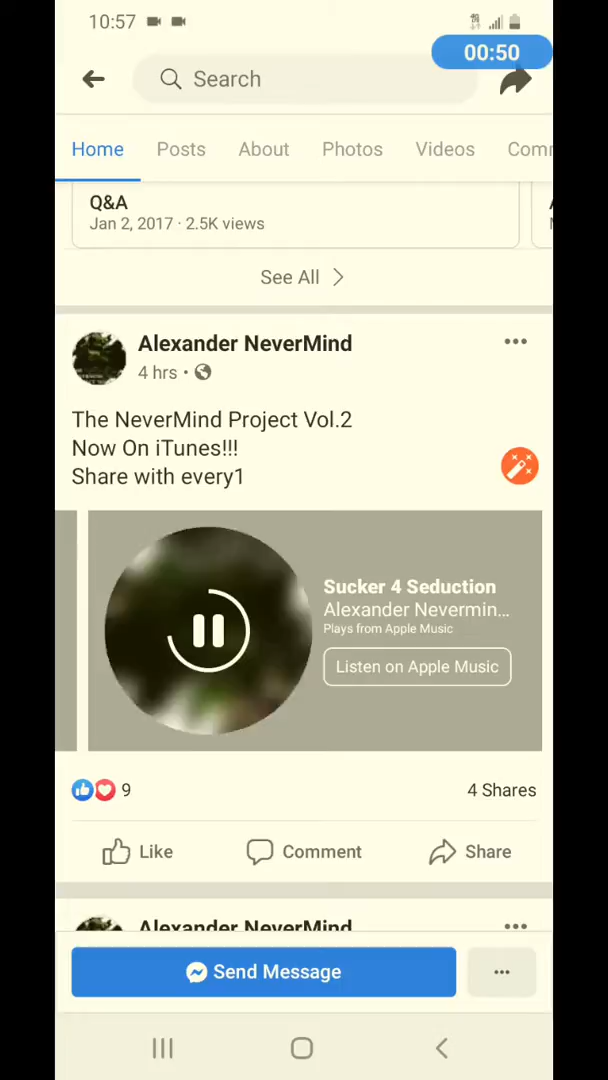 10:57
00:50
Search
Home Posts About Photos Videos Comm
Q&A
Jan 2, 2017 · 2.5K views
See All
Alexander NeverMind
4 hrs •
The NeverMind Project Vol.2
Now On iTunes!!!
Share with every1
Sucker 4 Seduction
Alexander Nevermin...
Plays from Apple Music
Listen on Apple Music
9
4 Shares
Like Comment Share
Alexander NeverMind
Send Message